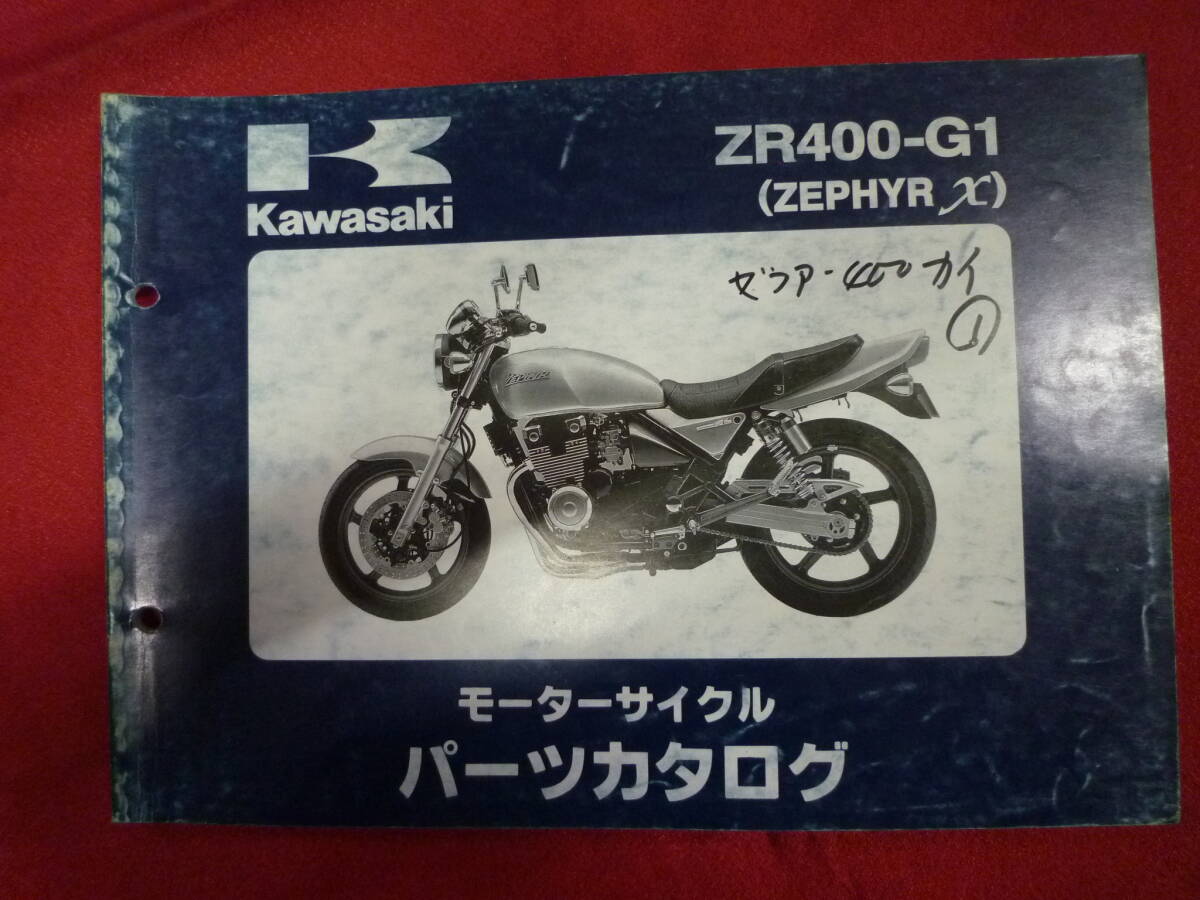 Kawasaki
ZR400-G1
(ZEPHYR χ)
ゼファー400カイ
①
ZEPHYR
モーターサイクル
パーツカタログ